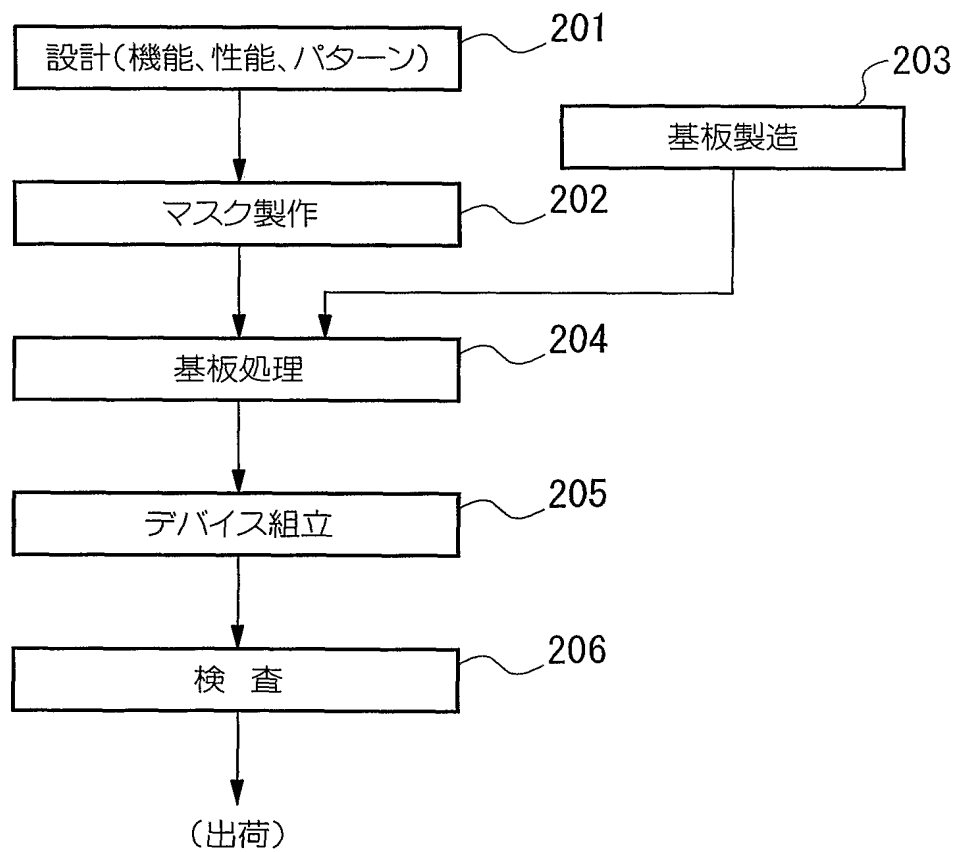 設計(機能、性能、パターン)
201
203
基板製造
マスク製作
202
基板処理
204
デバイス組立
205
検 査
206
(出荷)